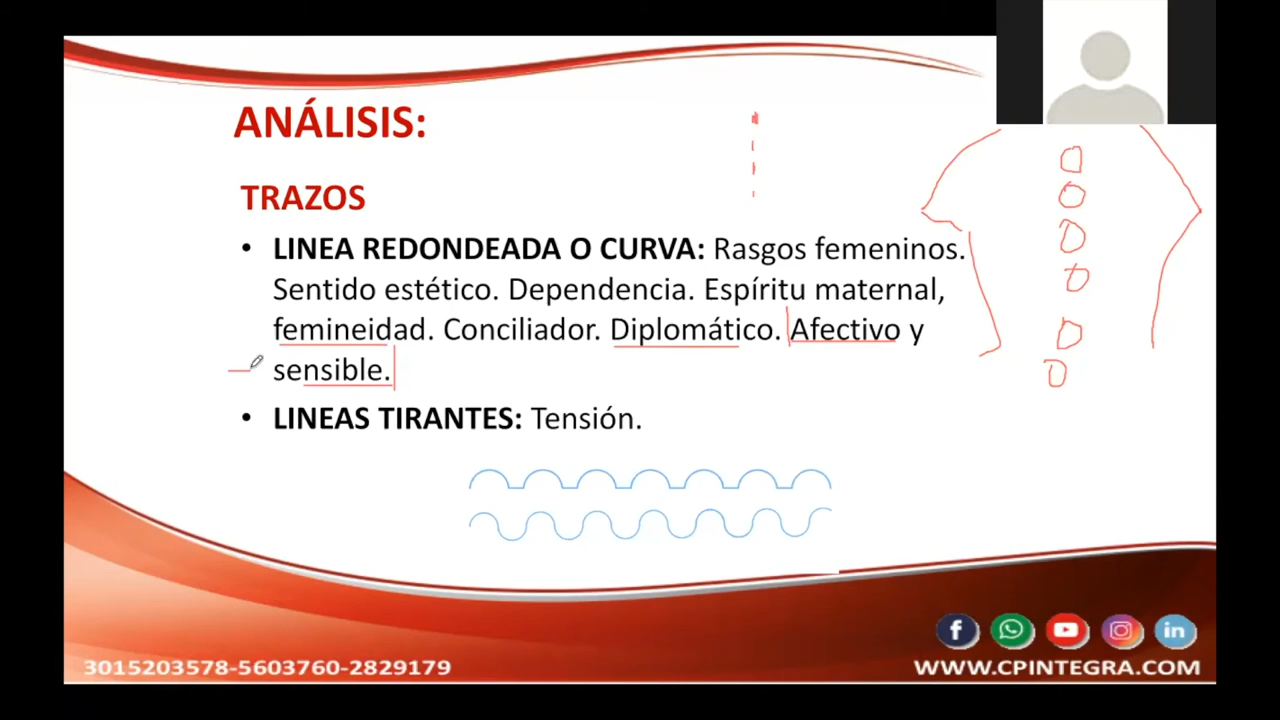 ANÁLISIS:
TRAZOS
• LINEA REDONDEADA O CURVA: Rasgos femeninos.
Sentido estético. Dependencia. Espíritu maternal,
femineidad. Conciliador. Diplomático. Afectivo y
sensible.
• LINEAS TIRANTES: Tensión.
3015203578-5603760-2829179
WWW.CPINTEGRA.COM